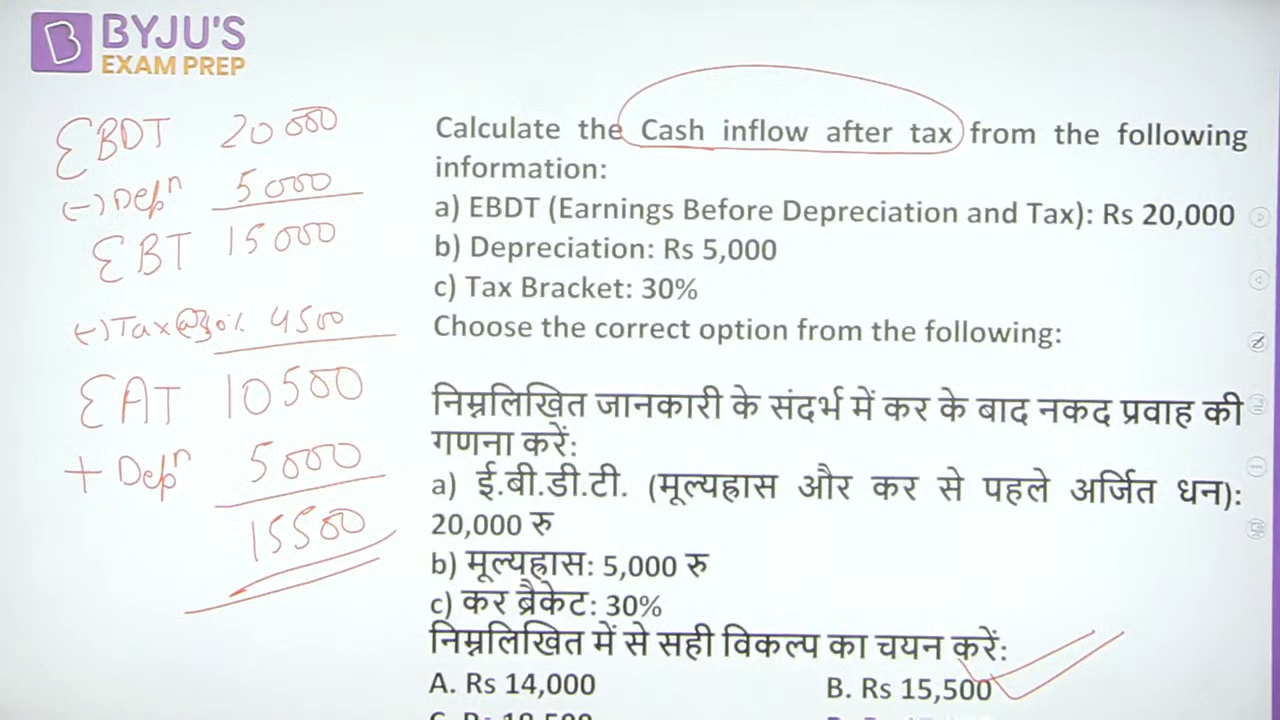 BYJU'S
EXAM PREP
EBDT 20000
(-) Depⁿ 5000
EBT 15000
(-) Tax@30% 4500
EAT 10500
+ Depⁿ 5000
15500
Calculate the Cash inflow after tax from the following
information:
a) EBDT (Earnings Before Depreciation and Tax): Rs 20,000
b) Depreciation: Rs 5,000
c) Tax Bracket: 30%
Choose the correct option from the following:
निम्नलिखित जानकारी के संदर्भ में कर के बाद नकद प्रवाह की
गणना करें:
a) ई.बी.डी.टी. (मूल्यह्रास और कर से पहले अर्जित धन):
20,000 रु
b) मूल्यह्रास: 5,000 रु
c) कर ब्रैकेट: 30%
निम्नलिखित में से सही विकल्प का चयन करें:
A. Rs 14,000 B. Rs 15,500